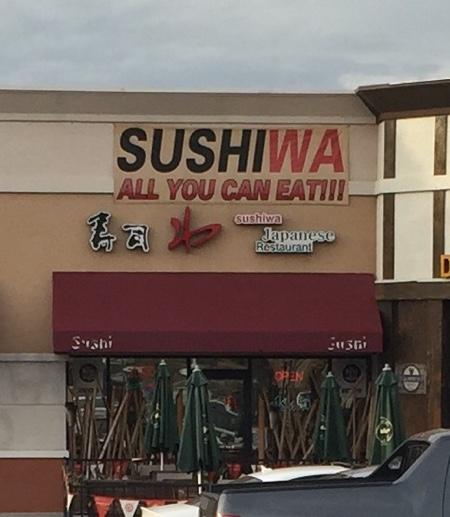 SUSHIWA
ALL YOU CAN EAT!!!
寿司 わ sushiwa
Japanese
Restaurant
Sushi Sushi
OPEN